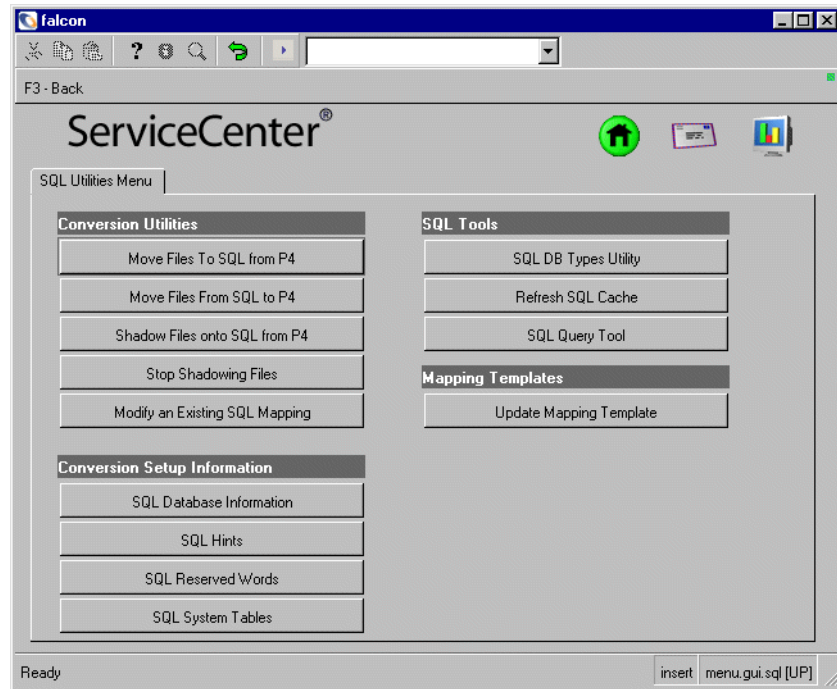 falcon
?
F3 - Back
ServiceCenter®
SQL Utilities Menu
Conversion Utilities
Move Files To SQL from P4
Move Files From SQL to P4
Shadow Files onto SQL from P4
Stop Shadowing Files
Modify an Existing SQL Mapping
Conversion Setup Information
SQL Database Information
SQL Hints
SQL Reserved Words
SQL System Tables
SQL Tools
SQL DB Types Utility
Refresh SQL Cache
SQL Query Tool
Mapping Templates
Update Mapping Template
Ready
insert
menu.gui.sql [UP]